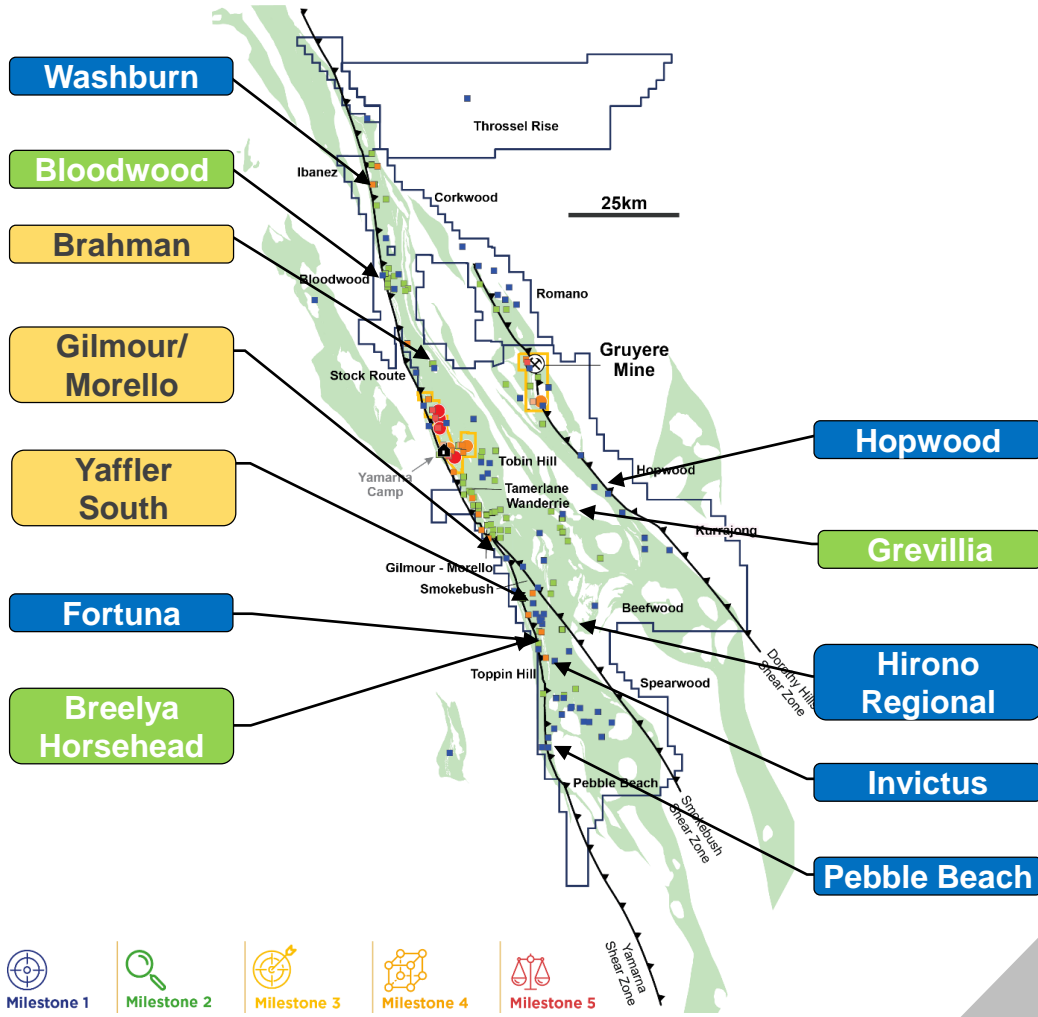 Washburn
Bloodwood
Brahman
Gilmour/
Morello
Yaffler
South
Fortuna
Breelya
Horsehead
Throssel Rise
Ibanez
Corkwood
25km
Bloodwood
Romano
Gruyere
Mine
Stock Route
Yamarna
Camp
Tobin Hill
Tamerlane
Wanderrie
Hopwood
Kurrajong
Gilmour - Morello
Smokebush
Beefwood
Toppin Hill
Spearwood
Dorothy Hills
Shear Zone
Pebble Beach
Smokebush
Shear Zone
Yamarna
Shear Zone
Hopwood
Grevillia
Hirono
Regional
Invictus
Pebble Beach
Milestone 1
Milestone 2
Milestone 3
Milestone 4
Milestone 5